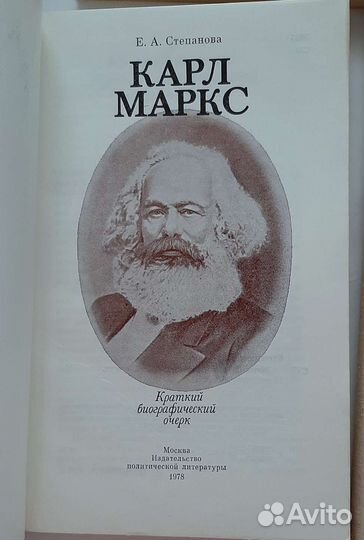 Е. А. Степанова
КАРЛ
МАРКС
Краткий
биографический
очерк
Москва
Издательство
политической литературы
1978
Avito